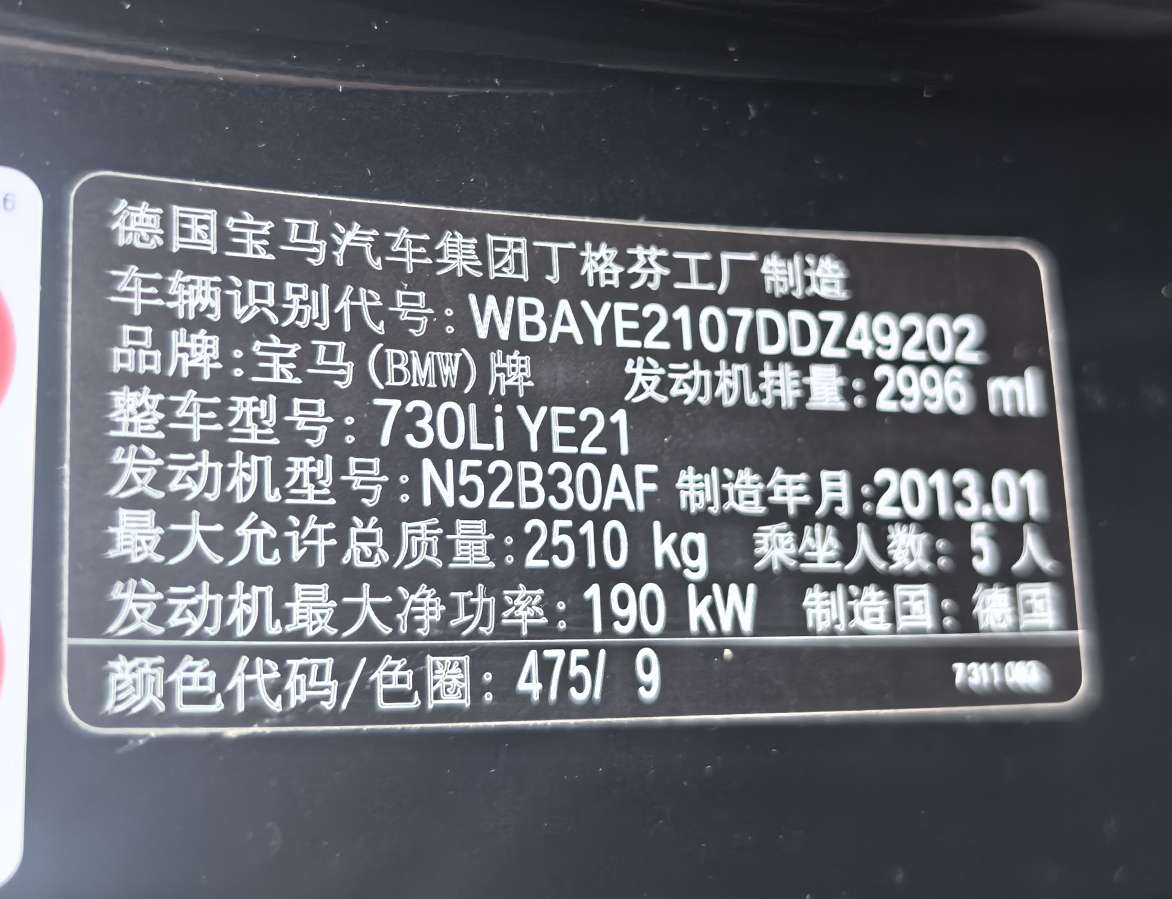 德国宝马汽车集团丁格芬工厂制造
车辆识别代号:WBAYE2107DDZ49202
品牌:宝马(BMW)牌 发动机排量:2996 ml
整车型号:730Li YE21
发动机型号:N52B30AF 制造年月:2013.01
最大允许总质量:2510 kg 乘坐人数:5 人
发动机最大净功率:190 kW 制造国:德国
颜色代码/色圈:475/ 9